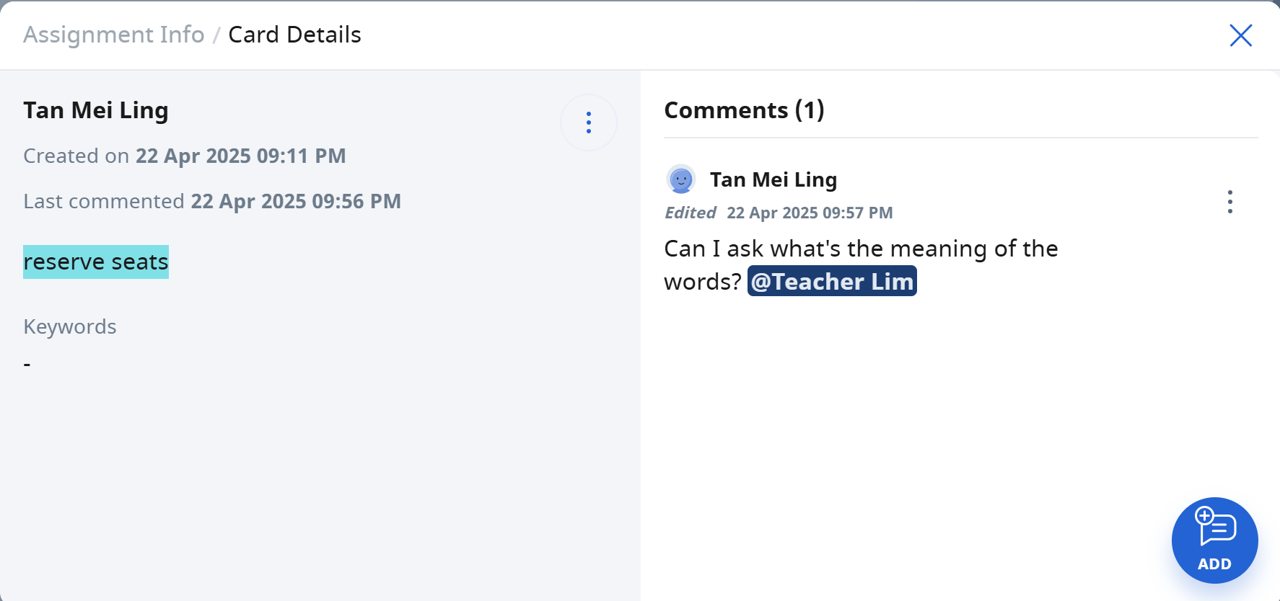 Assignment Info / Card Details
Tan Mei Ling
Created on 22 Apr 2025 09:11 PM
Last commented 22 Apr 2025 09:56 PM
reserve seats
Keywords
-
Comments (1)
Tan Mei Ling
Edited 22 Apr 2025 09:57 PM
Can I ask what's the meaning of the
words? @Teacher Lim
ADD